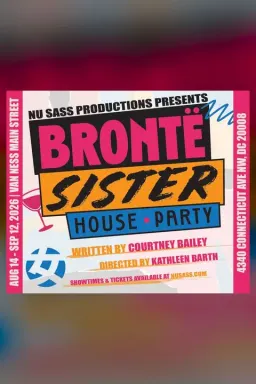 NU SASS PRODUCTIONS PRESENTS
BRONTË
SISTER
HOUSE • PARTY
WRITTEN BY COURTNEY BAILEY
DIRECTED BY KATHLEEN BARTH
SHOWTIMES & TICKETS AVAILABLE AT NUSASS.COM
AUG 14 - SEP 12, 2026 | VAN NESS MAIN STREET
4340 CONNECTICUT AVE NW, DC 20008